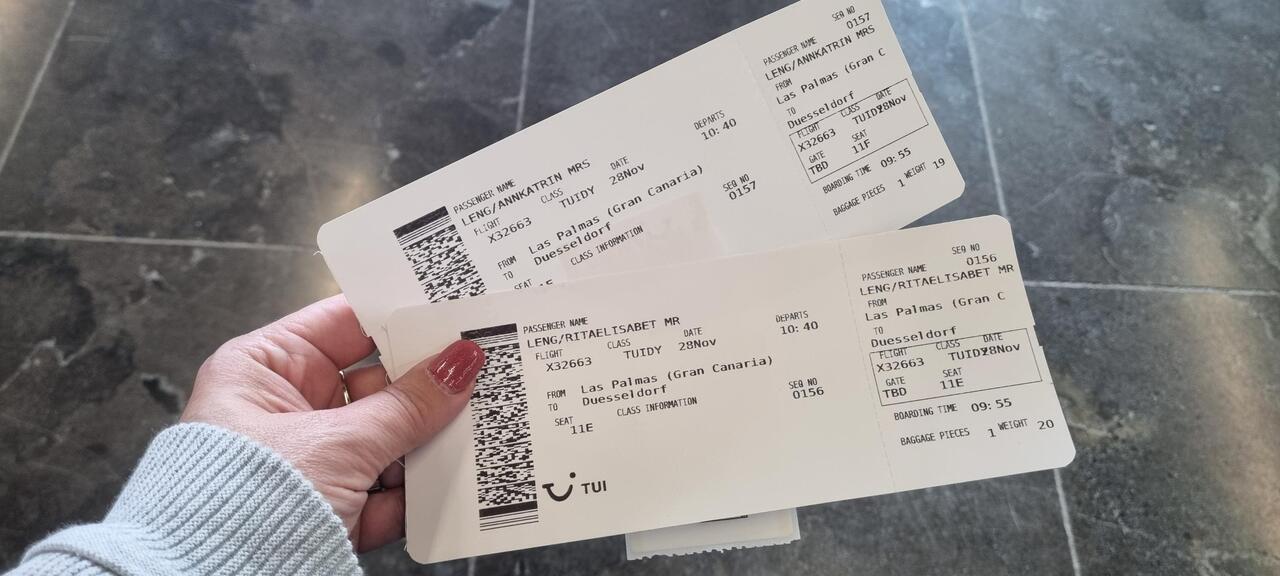 PASSENGER NAME
LENG/ANNKATRIN MRS
FLIGHT CLASS DATE
X32663 TUIDY 28Nov
DEPARTS
10:40
FROM Las Palmas (Gran Canaria)
TO Duesseldorf
CLASS INFORMATION
SEQ NO
0157
SEQ NO
0157
PASSENGER NAME
LENG/ANNKATRIN MRS
FROM
Las Palmas (Gran C
TO
Duesseldorf
FLIGHT CLASS DATE
X32663 TUIDY28Nov
GATE SEAT
TBD 11F
BOARDING TIME 09:55
BAGGAGE PIECES 1 WEIGHT 19
PASSENGER NAME
LENG/RITAELISABET MR
FLIGHT CLASS DATE
X32663 TUIDY 28Nov
DEPARTS
10:40
FROM Las Palmas (Gran Canaria)
TO Duesseldorf
SEAT CLASS INFORMATION
11E
SEQ NO
0156
TUI
SEQ NO
0156
PASSENGER NAME
LENG/RITAELISABET MR
FROM
Las Palmas (Gran C
TO
Duesseldorf
FLIGHT CLASS DATE
X32663 TUIDY28Nov
GATE SEAT
TBD 11E
BOARDING TIME 09:55
BAGGAGE PIECES 1 WEIGHT 20